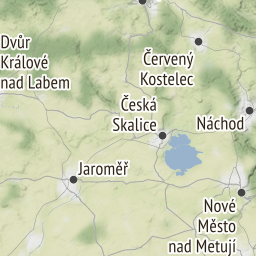 Dvůr
Králové
nad Labem
Červený
Kostelec
Česká
Skalice
Náchod
Jaroměř
Nové
Město
nad Metují